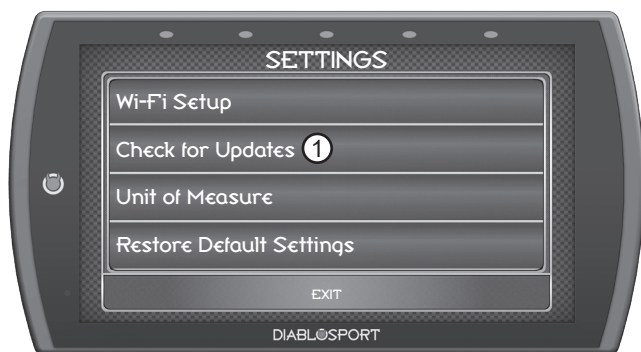 SETTINGS
Wi-Fi Setup
Check for Updates 1
Unit of Measure
Restore Default Settings
EXIT
DIABLOSPORT